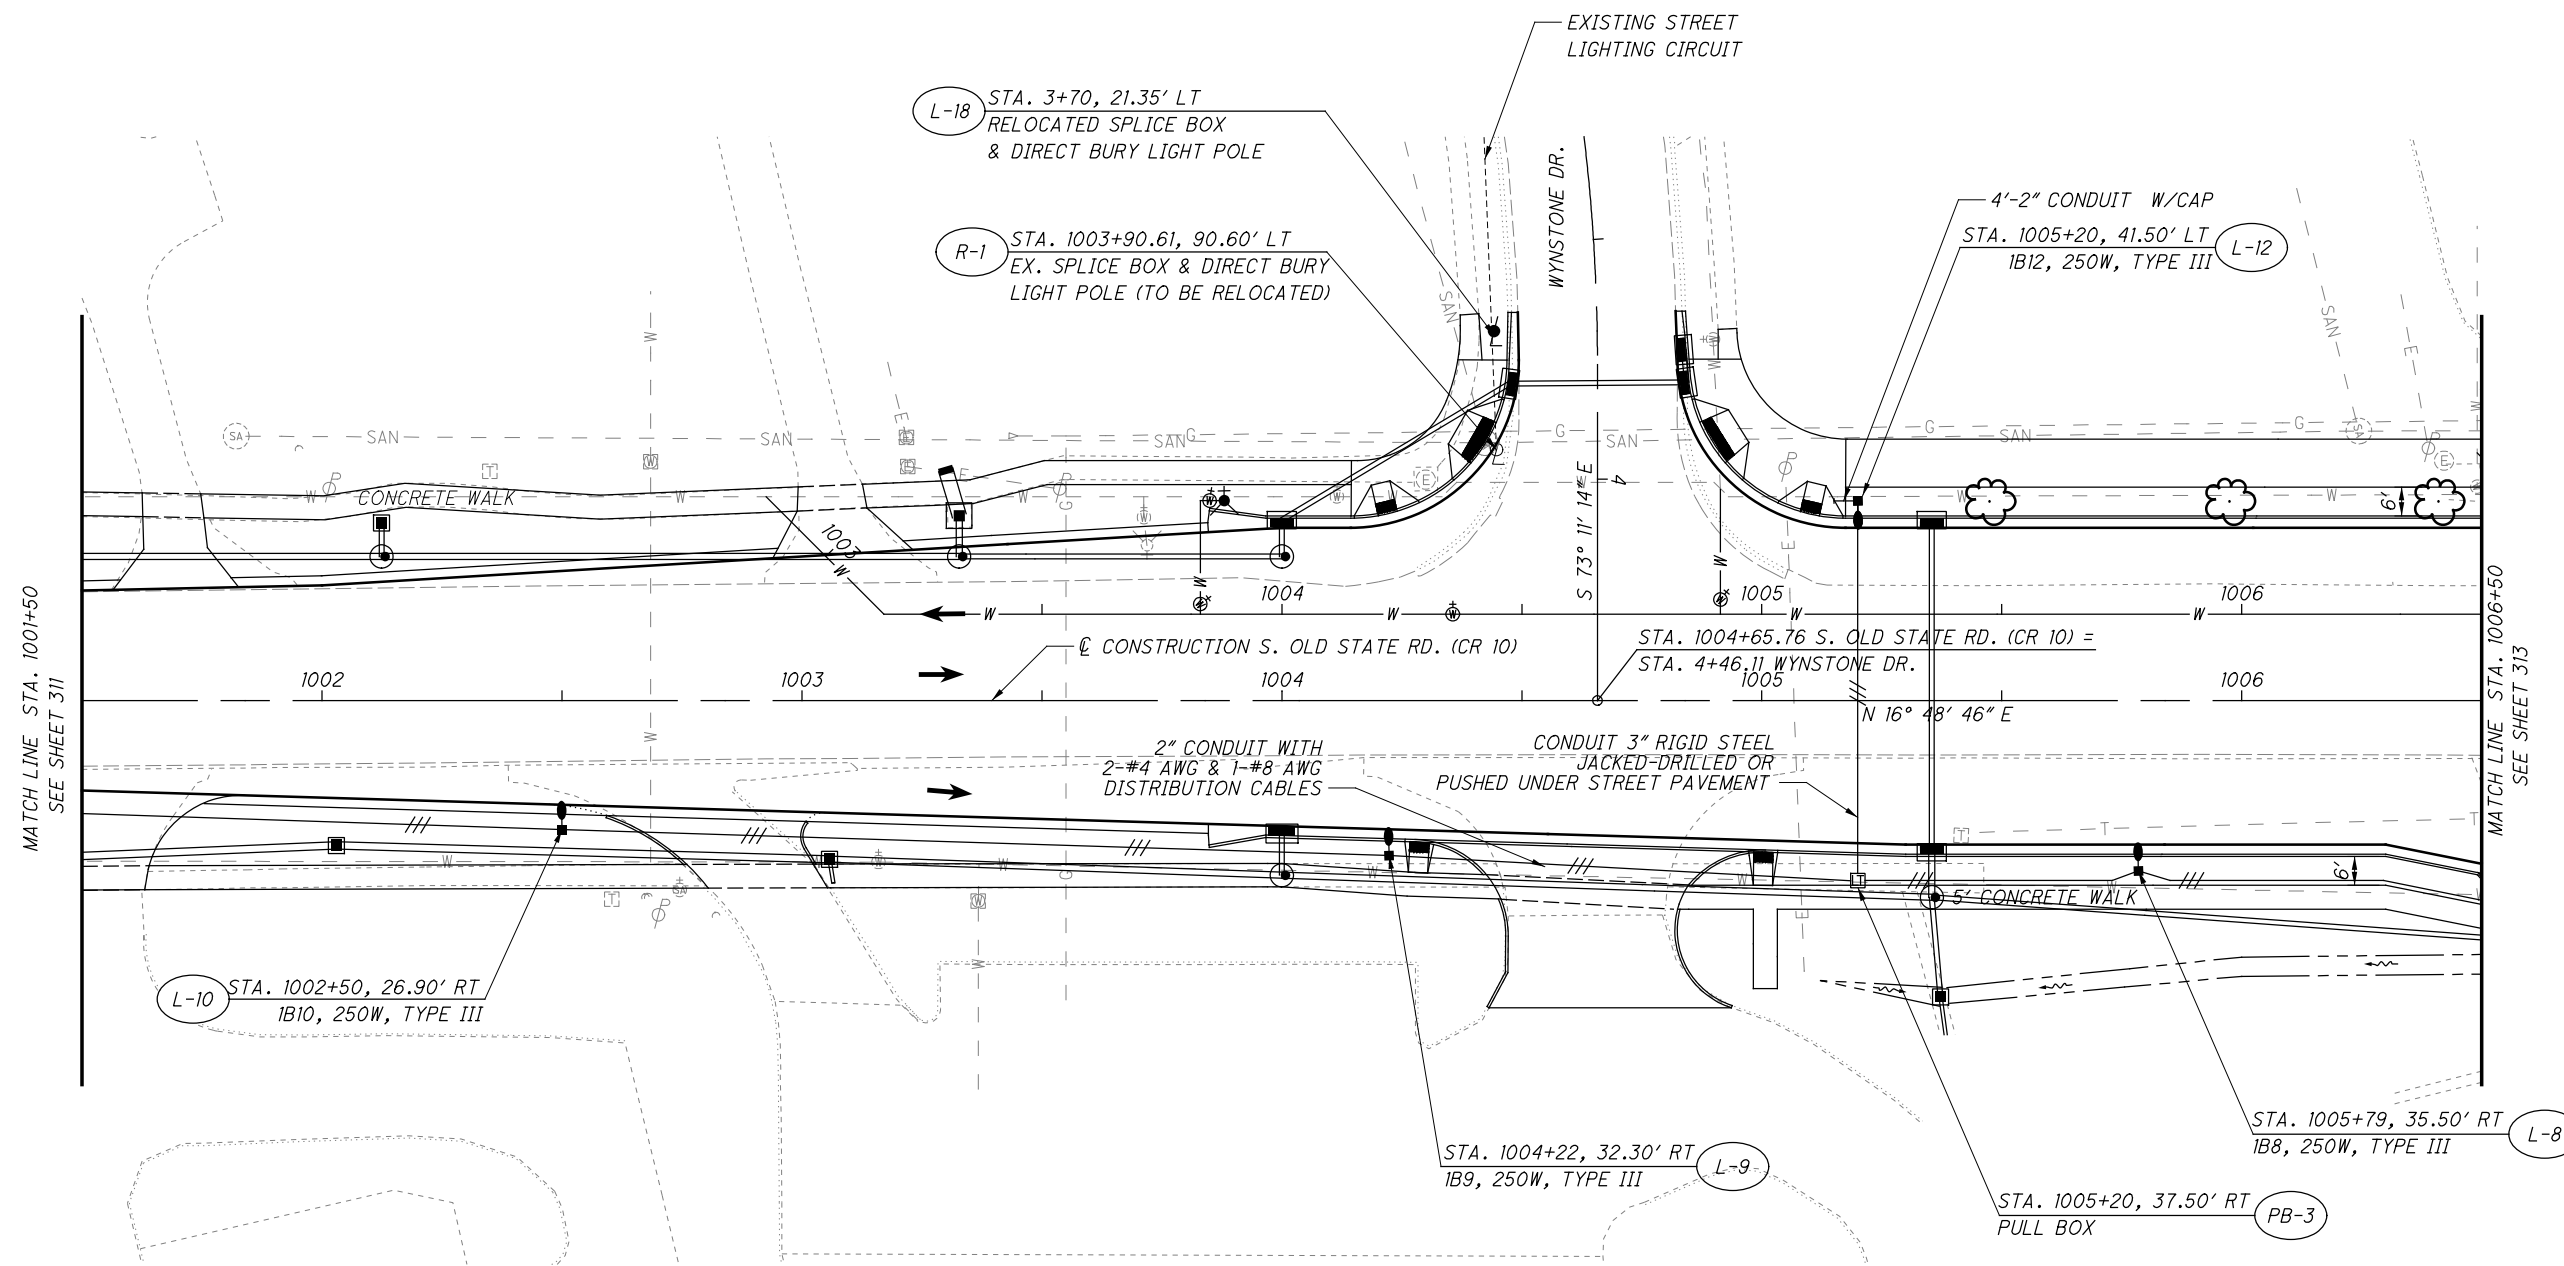 EXISTING STREET
LIGHTING CIRCUIT
L-18
STA. 3+70, 21.35' LT
RELOCATED SPLICE BOX
& DIRECT BURY LIGHT POLE
WYNSTONE DR.
R-1
STA. 1003+90.61, 90.60' LT
EX. SPLICE BOX & DIRECT BURY
LIGHT POLE (TO BE RELOCATED)
4'-2" CONDUIT W/CAP
STA. 1005+20, 41.50' LT
1B12, 250W, TYPE III
L-12
SAN
SAN
E
W
E
W
SA
SAN
SAN
G
SAN
G
SAN
G
SAN
G
SA
E
T
W
E
E
W
CONCRETE WALK
W
W
W
W
W
6'
1003
W
W
W
S 73° 11' 14" E
4
E
1004
1005
1006
W
W
W
W
W
℄ CONSTRUCTION S. OLD STATE RD. (CR 10)
STA. 1004+65.76 S. OLD STATE RD. (CR 10) =
STA. 4+46.11 WYNSTONE DR.
1002
1003
1004
1005
1006
N 16° 48' 46" E
MATCH LINE STA. 1001+50
SEE SHEET 311
MATCH LINE STA. 1006+50
SEE SHEET 313
2" CONDUIT WITH
2-#4 AWG & 1-#8 AWG
DISTRIBUTION CABLES
CONDUIT 3" RIGID STEEL
JACKED-DRILLED OR
PUSHED UNDER STREET PAVEMENT
W
T
T
T
W
W
G
W
W
LT
W
6'
5' CONCRETE WALK
SA
T
W
E
W
L-10
STA. 1002+50, 26.90' RT
1B10, 250W, TYPE III
STA. 1004+22, 32.30' RT
1B9, 250W, TYPE III
L-9
STA. 1005+79, 35.50' RT
1B8, 250W, TYPE III
L-8
STA. 1005+20, 37.50' RT
PULL BOX
PB-3